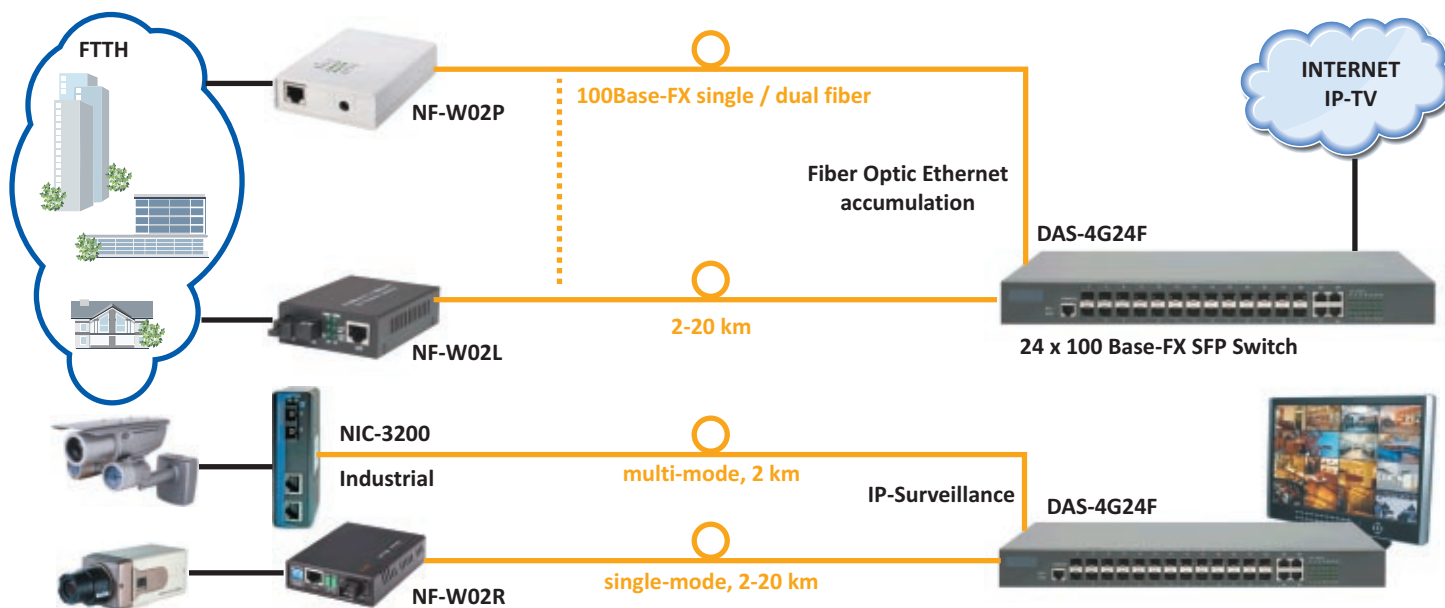 FTTH
NF-W02P
100Base-FX single / dual fiber
INTERNET
IP-TV
Fiber Optic Ethernet
accumulation
DAS-4G24F
2-20 km
NF-W02L
24 x 100 Base-FX SFP Switch
NIC-3200
Industrial
multi-mode, 2 km
IP-Surveillance
DAS-4G24F
single-mode, 2-20 km
NF-W02R